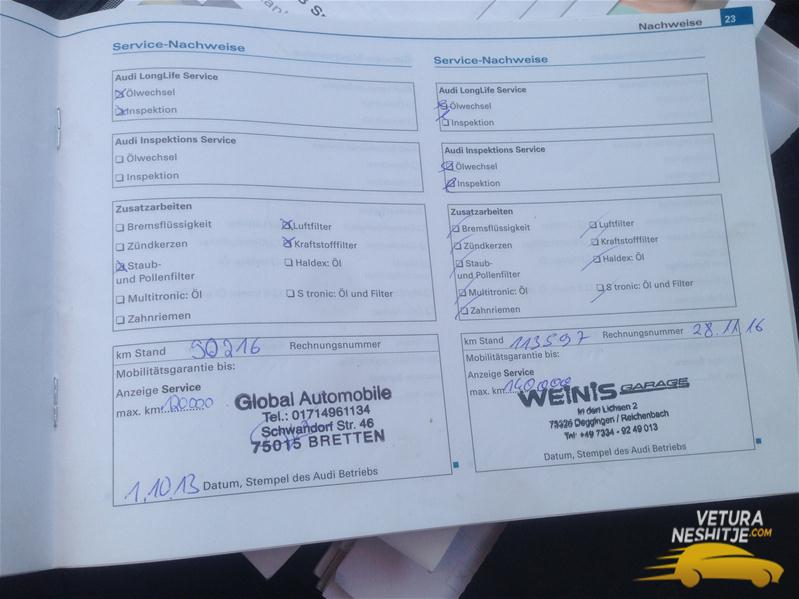 Nachweise 23
Service-Nachweise
Audi LongLife Service
Ölwechsel
Inspektion
Audi Inspektions Service
Ölwechsel
Inspektion
Zusatzarbeiten
Bremsflüssigkeit
Luftfilter
Zündkerzen
Kraftstofffilter
Staub-
und Pollenfilter
Haldex: Öl
Multitronic: Öl
S tronic: Öl und Filter
Zahnriemen
km Stand 90216 Rechnungsnummer
Mobilitätsgarantie bis:
Anzeige Service
max. km: 120000
Global Automobile
Tel.: 01714961134
Schwandorf Str. 46
75015 BRETTEN
1.10.13 Datum, Stempel des Audi Betriebs
Service-Nachweise
Audi LongLife Service
Ölwechsel
Inspektion
Audi Inspektions Service
Ölwechsel
Inspektion
Zusatzarbeiten
Bremsflüssigkeit
Luftfilter
Zündkerzen
Kraftstofffilter
Staub-
und Pollenfilter
Haldex: Öl
Multitronic: Öl
S tronic: Öl und Filter
Zahnriemen
km Stand 113597 Rechnungsnummer 28.11.16
Mobilitätsgarantie bis:
Anzeige Service
max. km: 140000
WEINIS GARAGE
In den Lichsen 2
73326 Deggingen / Reichenbach
Tel: +49 7334 - 92 49 013
Datum, Stempel des Audi Betriebs
VETURA
NESHITJE.COM